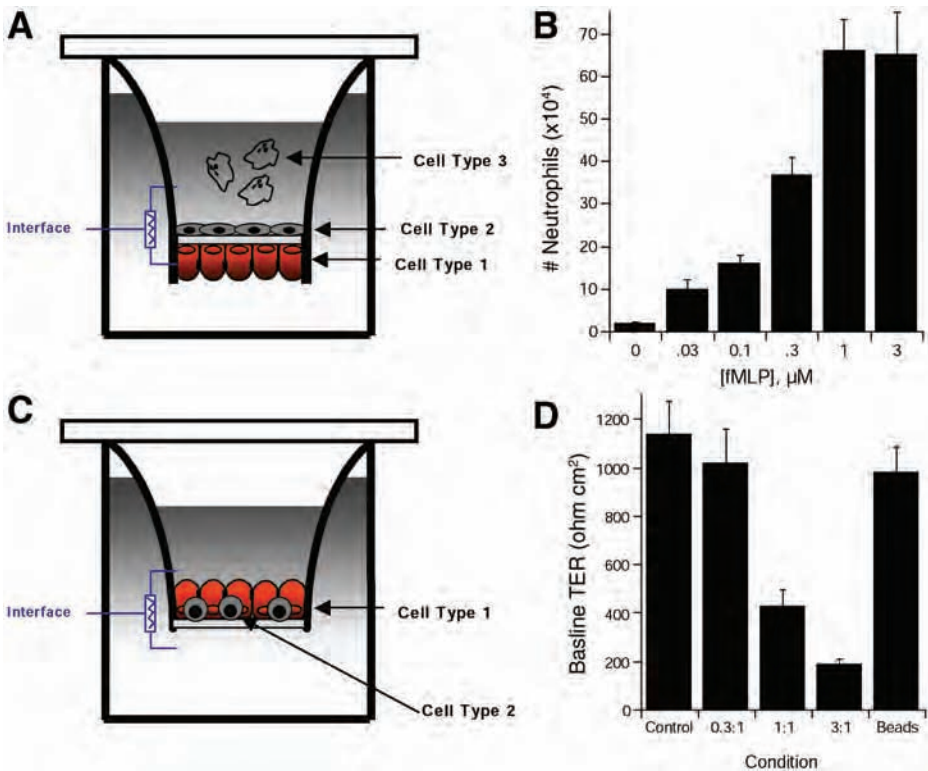 A
Cell Type 3
Interface
Cell Type 2
Cell Type 1
B
# Neutrophils (x10⁴)
70
60
50
40
30
20
10
0
0 .03 0.1 .3 1 3
[fMLP], µM
C
Interface
Cell Type 1
Cell Type 2
D
Basline TER (ohm cm²)
1200
1000
800
600
400
200
0
Control 0.3:1 1:1 3:1 Beads
Condition